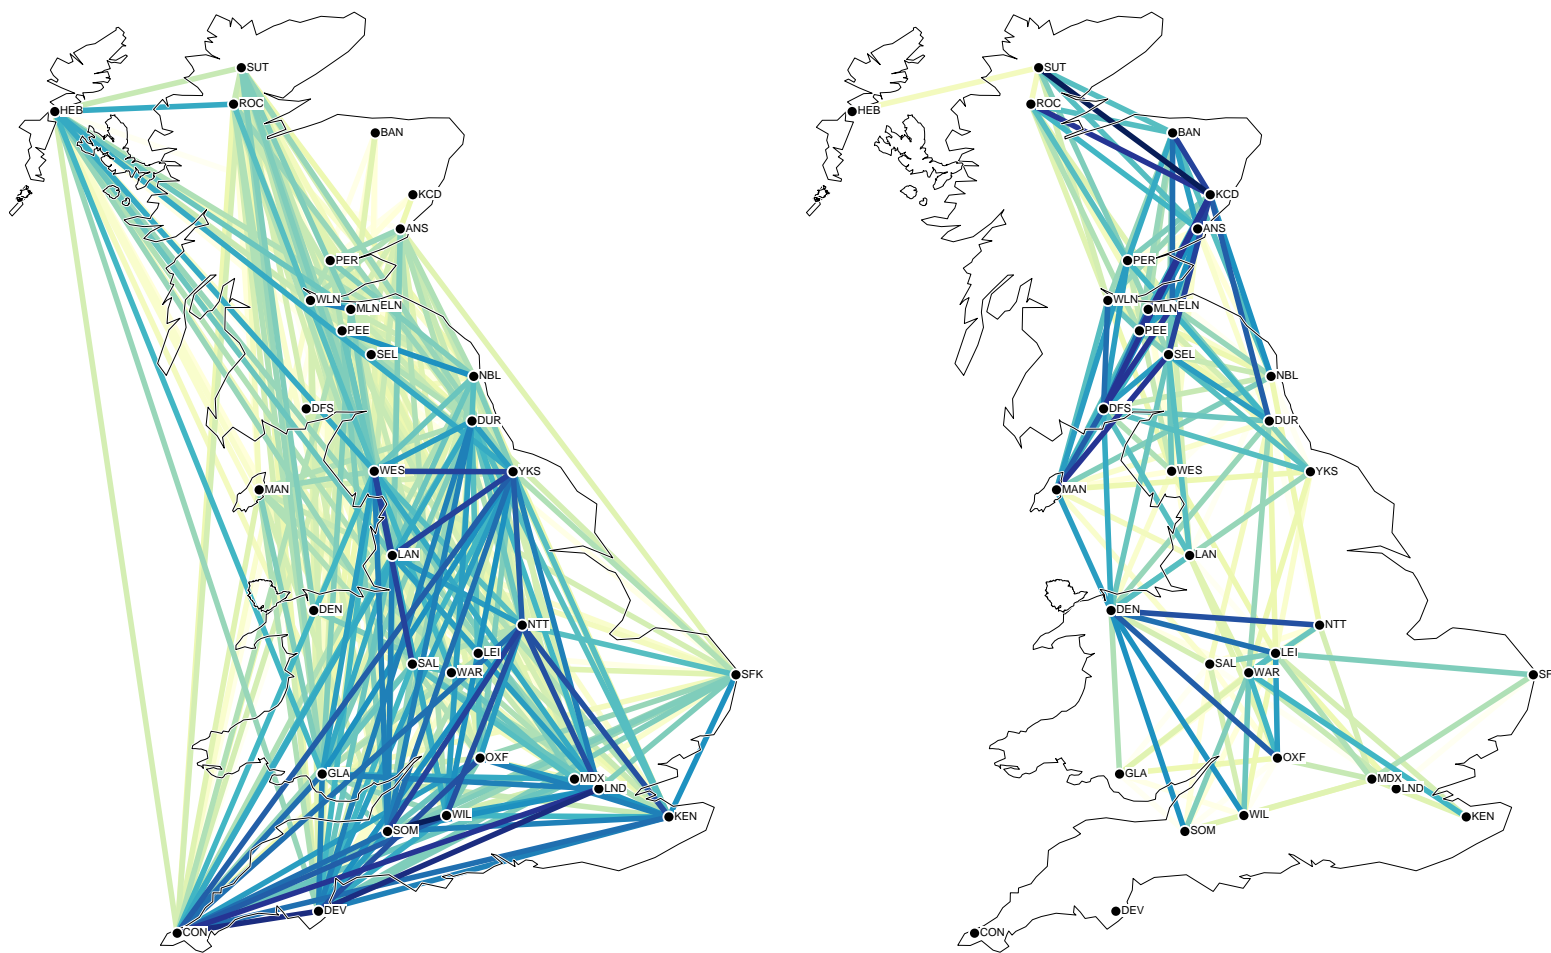 SUT
HEB
ROC
BAN
KCD
ANS
PER
WLN
MLN
ELN
PEE
SEL
NBL
DFS
DUR
WES
YKS
MAN
LAN
DEN
NTT
LEI
SAL
WAR
SFK
OXF
GLA
MDX
LND
WIL
KEN
SOM
DEV
CON
SUT
HEB
ROC
BAN
KCD
ANS
PER
WLN
MLN
ELN
PEE
SEL
NBL
DFS
DUR
WES
YKS
MAN
LAN
DEN
NTT
LEI
SAL
WAR
SF
OXF
GLA
MDX
LND
WIL
KEN
SOM
DEV
CON